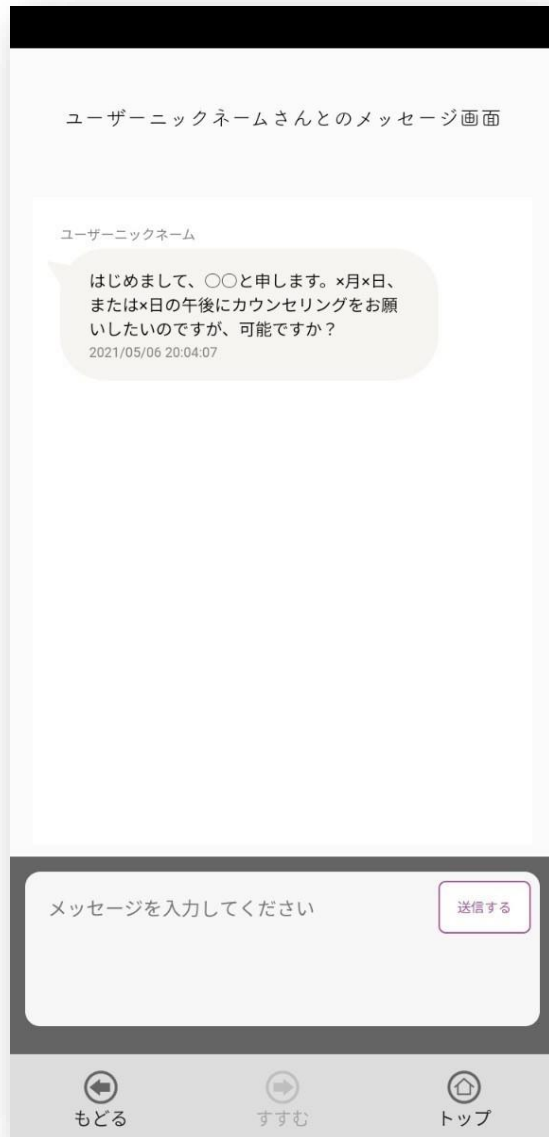 ユーザーニックネームさんとのメッセージ画面
ユーザーニックネーム
はじめまして、○○と申します。×月×日、
または×日の午後にカウンセリングをお願
いしたいのですが、可能ですか？
2021/05/06 20:04:07
メッセージを入力してください
送信する
もどる
すすむ
トップ